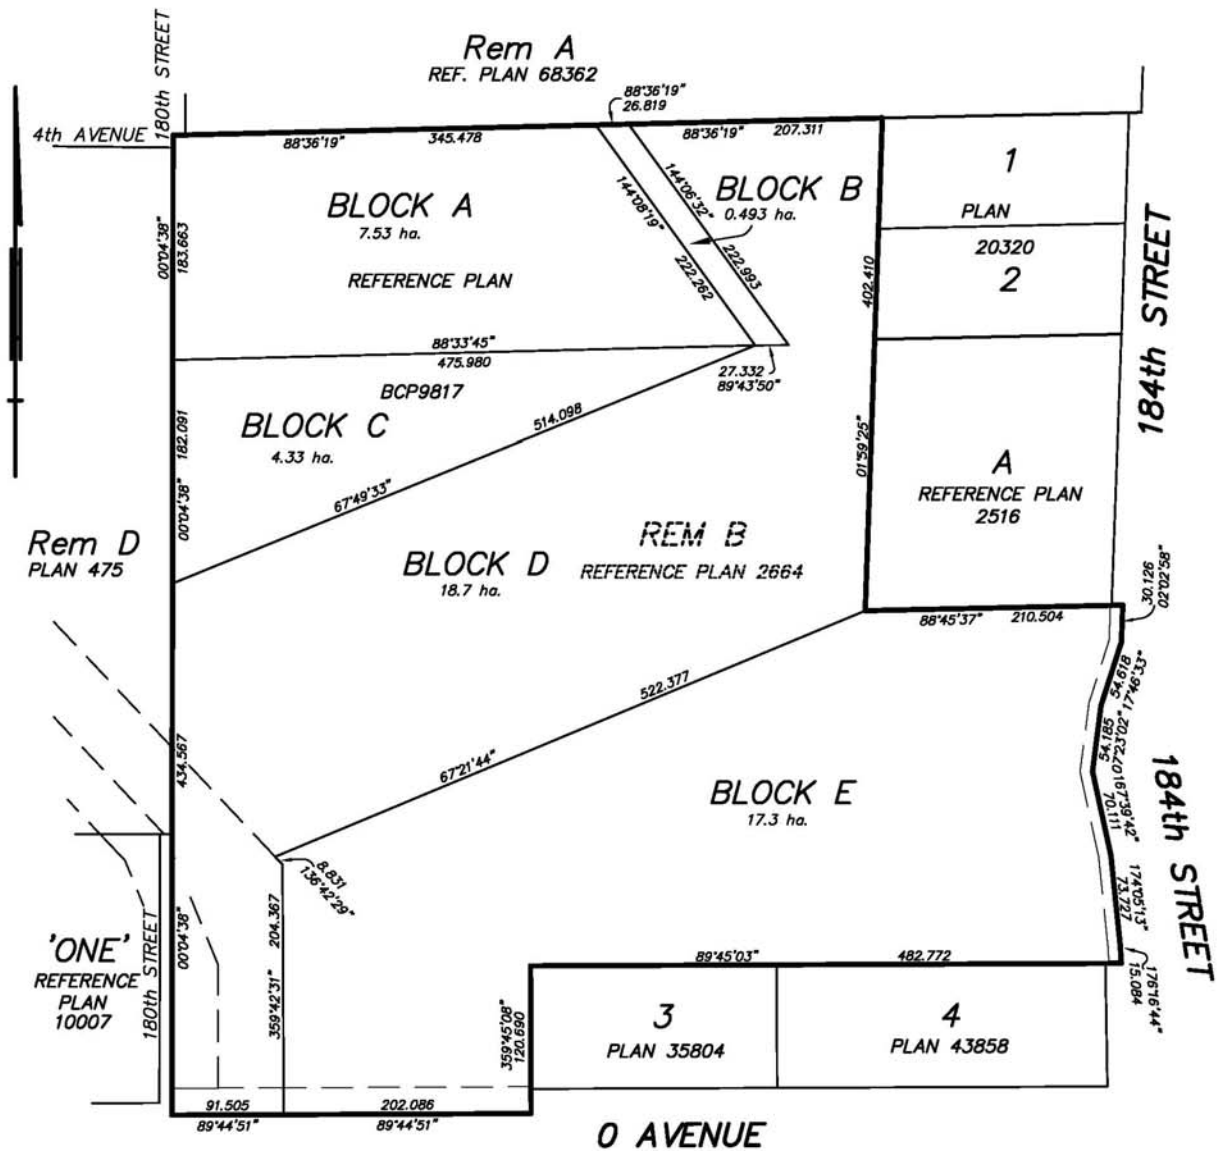 180th STREET
Rem A
REF. PLAN 68362
4th AVENUE
88°36'19"
26.819
88°36'19"
345.478
88°36'19"
207.311
BLOCK A
7.53 ha.
REFERENCE PLAN
144°08'19"
222.262
144°06'32"
222.993
BLOCK B
0.493 ha.
1
PLAN
20320
2
184th STREET
00°04'38"
183.663
402.410
01°59'25"
88°33'45"
475.980
27.332
89°43'50"
BCP9817
BLOCK C
4.33 ha.
514.098
67°49'33"
182.091
00°04'38"
A
REFERENCE PLAN
2516
Rem D
PLAN 475
REM B
REFERENCE PLAN 2664
BLOCK D
18.7 ha.
88°45'37"
210.504
30.126
02°02'58"
54.618
17°46'33"
54.185
07°23'02"
167°39'42"
70.111
174°05'13"
73.727
176°16'44"
15.084
184th STREET
522.377
67°21'44"
434.567
BLOCK E
17.3 ha.
8.831
136°42'29"
204.367
359°42'31"
00°04'38"
'ONE'
REFERENCE
PLAN
10007
180th STREET
89°45'03"
482.772
359°45'08"
120.690
3
PLAN 35804
4
PLAN 43858
91.505
89°44'51"
202.086
89°44'51"
0 AVENUE